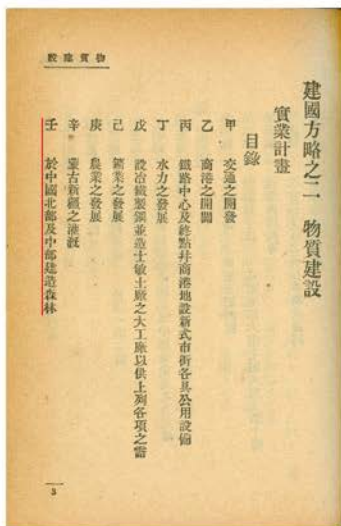 建國方略之二　物質建設
實業計畫
目錄
甲　交通之開發
乙　商港之開闢
丙　鐵路中心及終點幷商港地設新式市街各具公用設備
丁　水力之發展
戊　設冶鐵製鋼並造士敏土廠之大工廠以供上列各項之需
己　鑛業之發展
庚　農業之發展
辛　蒙古新疆之灌漑
壬　於中國北部及中部建造森林
設建質物
3